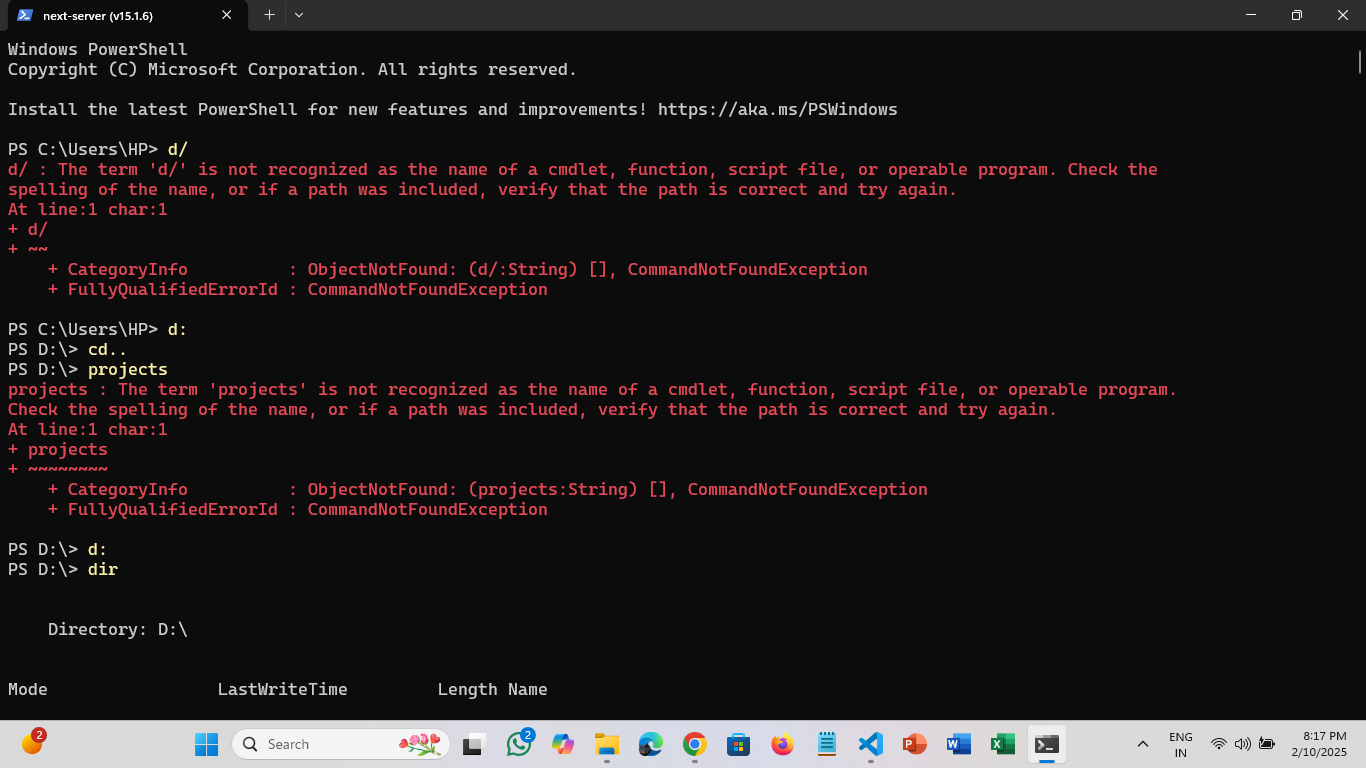 next-server (v15.1.6)
Windows PowerShell
Copyright (C) Microsoft Corporation. All rights reserved.
Install the latest PowerShell for new features and improvements! https://aka.ms/PSWindows
PS C:\Users\HP> d/
d/ : The term 'd/' is not recognized as the name of a cmdlet, function, script file, or operable program. Check the
spelling of the name, or if a path was included, verify that the path is correct and try again.
At line:1 char:1
+ d/
+ ~~
    + CategoryInfo          : ObjectNotFound: (d/:String) [], CommandNotFoundException
    + FullyQualifiedErrorId : CommandNotFoundException
PS C:\Users\HP> d:
PS D:\> cd..
PS D:\> projects
projects : The term 'projects' is not recognized as the name of a cmdlet, function, script file, or operable program.
Check the spelling of the name, or if a path was included, verify that the path is correct and try again.
At line:1 char:1
+ projects
+ ~~~~~~~~
    + CategoryInfo          : ObjectNotFound: (projects:String) [], CommandNotFoundException
    + FullyQualifiedErrorId : CommandNotFoundException
PS D:\> d:
PS D:\> dir
    Directory: D:\
Mode                 LastWriteTime         Length Name
2
Search
2
P
W
X
ENG
IN
8:17 PM
2/10/2025